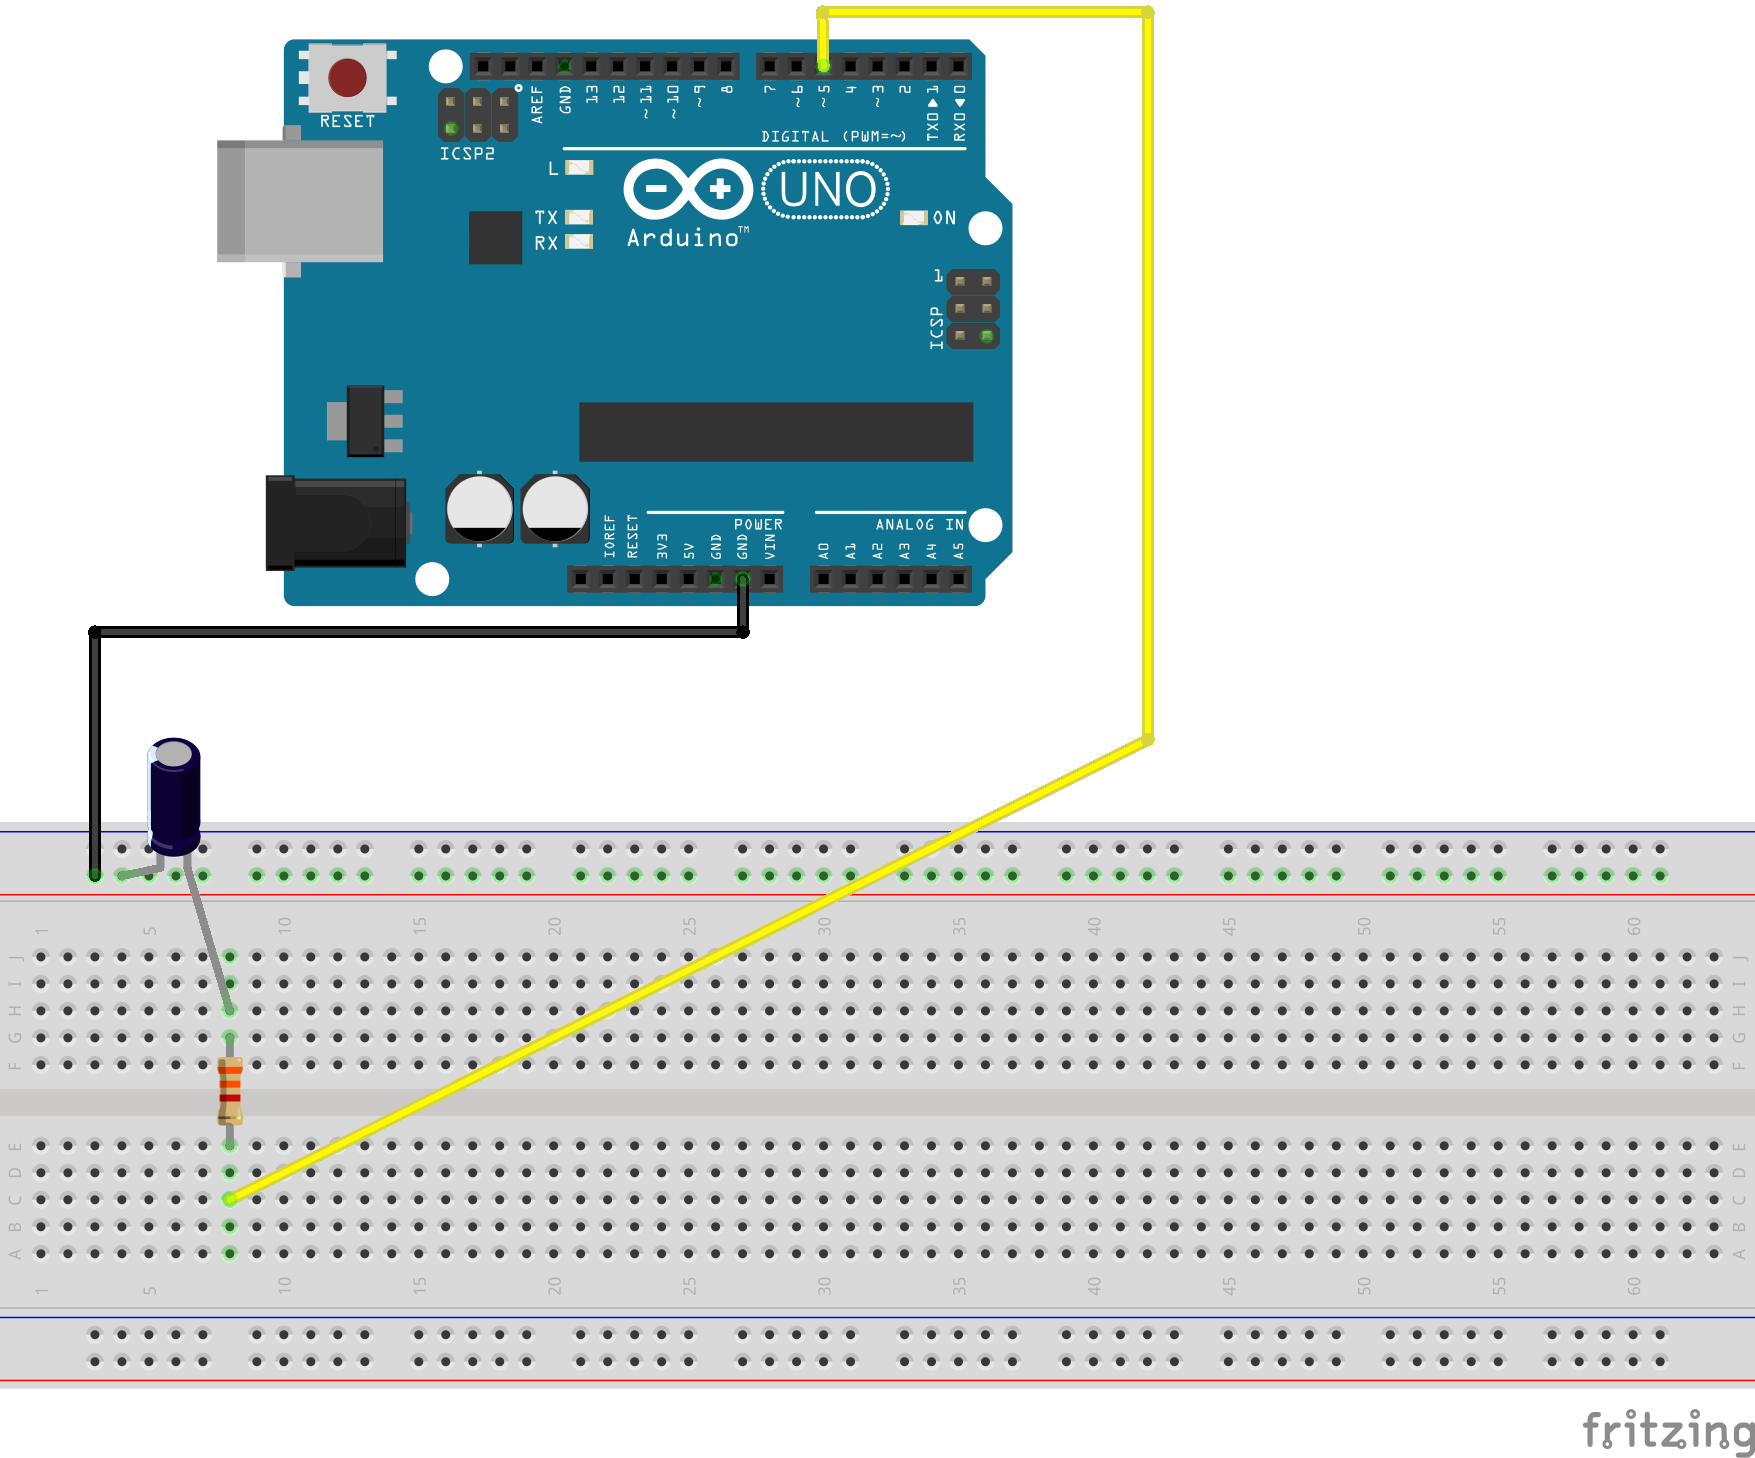 RESET
ICSP2
AREF
GND
13
12
~11
~10
~9
8
7
~6
~5
4
~3
2
TX0▶1
RX0◀0
DIGITAL (PWM=~)
L
TX
RX
UNO
Arduino™
ON
1
ICSP
IOREF
RESET
3V3
5V
GND
GND
VIN
POWER
ANALOG IN
A0
A1
A2
A3
A4
A5
1 5 10 15 20 25 30 35 40 45 50 55 60
J J
I I
H H
G G
F F
E E
D D
C C
B B
A A
1 5 10 15 20 25 30 35 40 45 50 55 60
fritzing